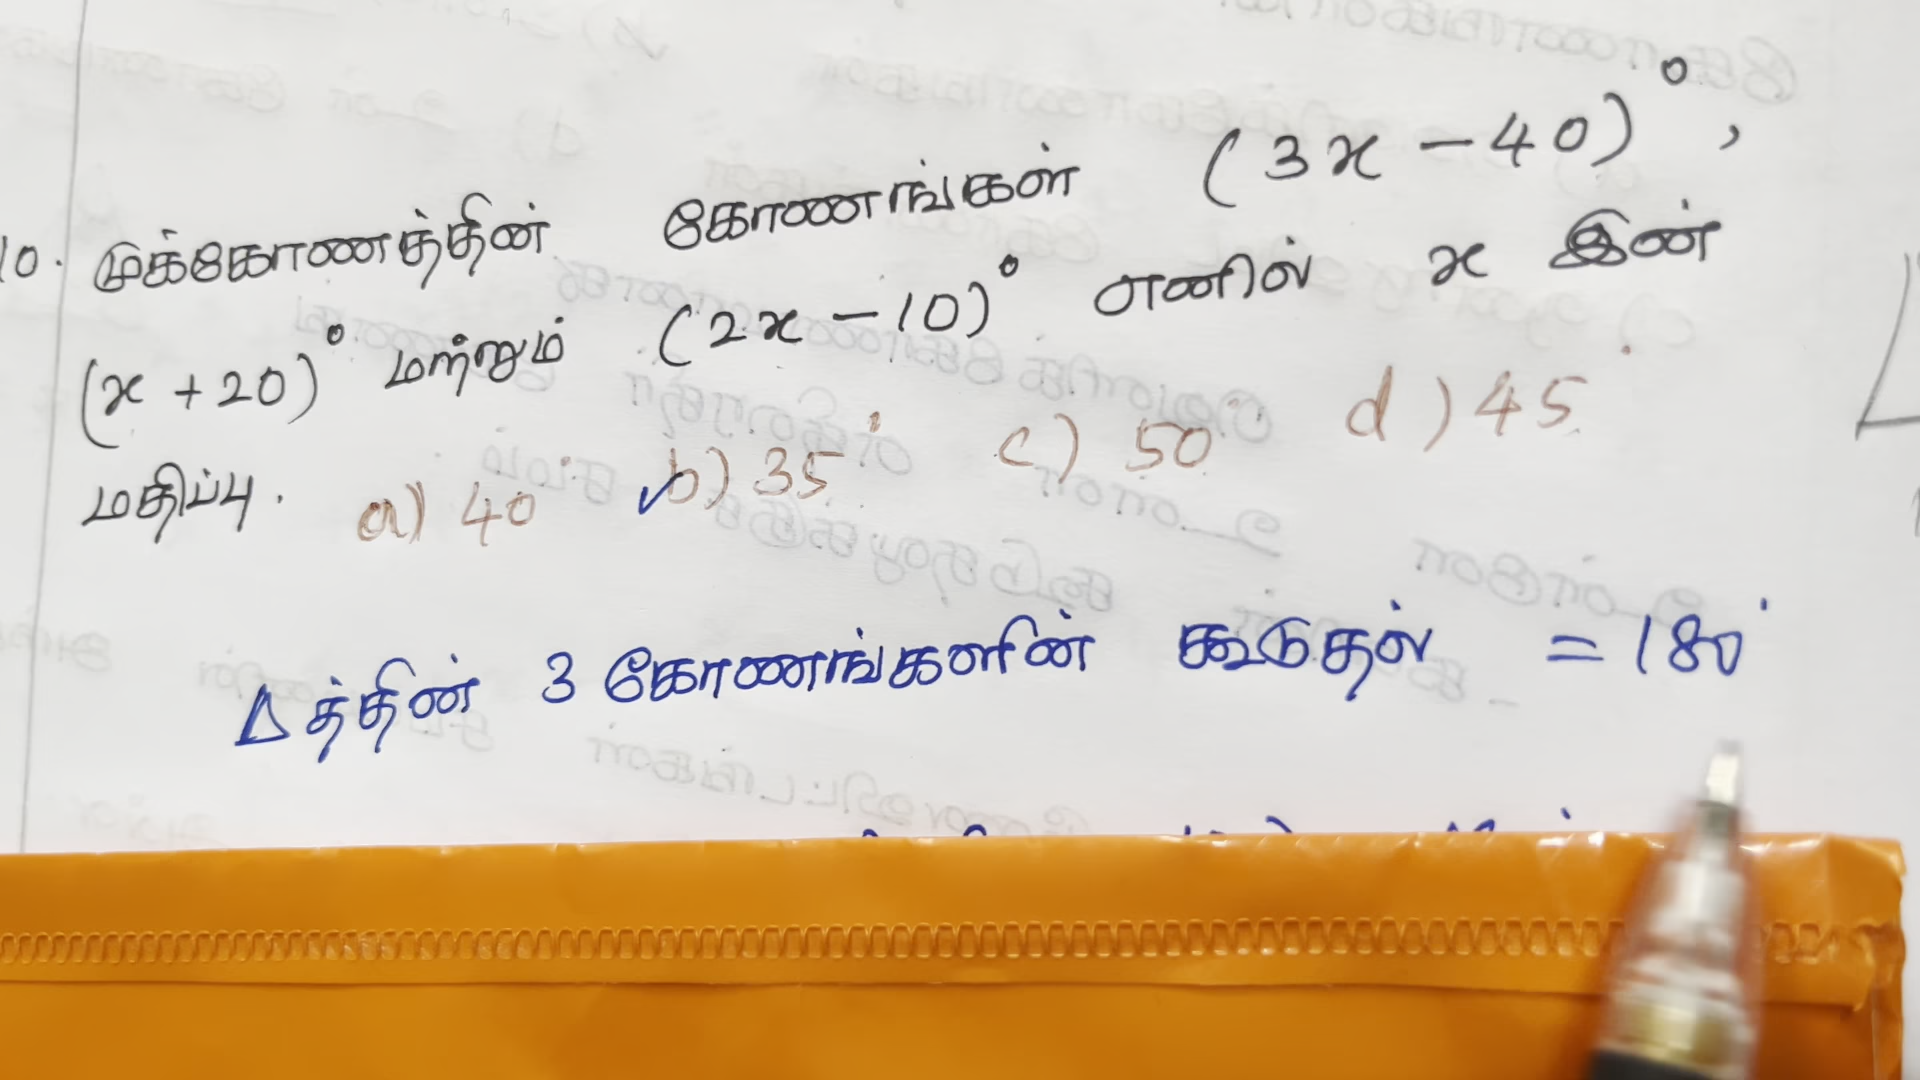 10. முக்கோணத்தின் கோணங்கள் (3x - 40)°,
(x + 20)° மற்றும் (2x - 10)° எனில் x இன்
மதிப்பு. a) 40° b) 35° c) 50° d) 45°
Δத்தின் 3 கோணங்களின் கூடுதல் = 180°